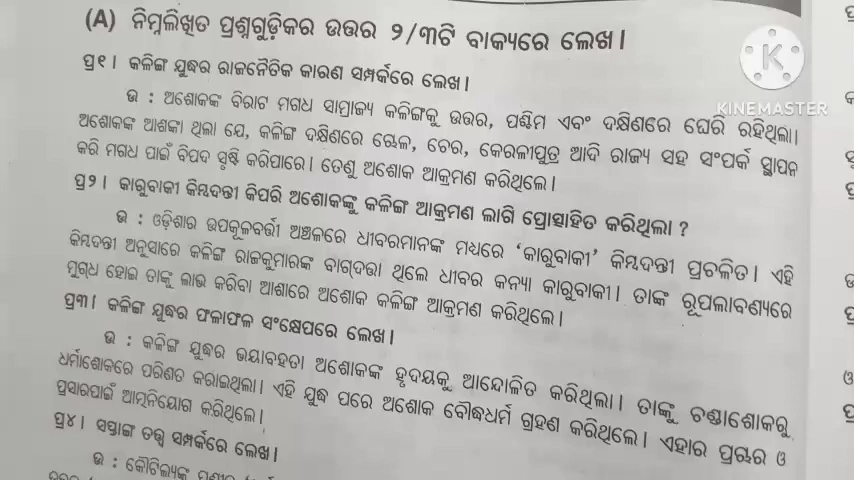 (A) ନିମ୍ନଲିଖିତ ପ୍ରଶ୍ନଗୁଡ଼ିକର ଉତ୍ତର ୨/୩ଟି ବାକ୍ୟରେ ଲେଖ।
ପ୍ର୧। କଳିଙ୍ଗ ଯୁଦ୍ଧର ରାଜନୈତିକ କାରଣ ସମ୍ପର୍କରେ ଲେଖ।
ଉ : ଅଶୋକଙ୍କ ବିରାଟ ମଗଧ ସାମ୍ରାଜ୍ୟ କଳିଙ୍ଗକୁ ଉତ୍ତର, ପଶ୍ଚିମ ଏବଂ ଦକ୍ଷିଣରେ ଘେରି ରହିଥିଲା।
ଅଶୋକଙ୍କ ଆଶଙ୍କା ଥିଲା ଯେ, କଳିଙ୍ଗ ଦକ୍ଷିଣରେ ଚୋଳ, ଚେର, କେରଳୀପୁତ୍ର ଆଦି ରାଜ୍ୟ ସହ ସଂପର୍କ ସ୍ଥାପନ
କରି ମଗଧ ପାଇଁ ବିପଦ ସୃଷ୍ଟି କରିପାରେ। ତେଣୁ ଅଶୋକ ଆକ୍ରମଣ କରିଥିଲେ।
ପ୍ର୨। କାରୁବାକୀ କିମ୍ବଦନ୍ତୀ କିପରି ଅଶୋକଙ୍କୁ କଳିଙ୍ଗ ଆକ୍ରମଣ ଲାଗି ପ୍ରୋତ୍ସାହିତ କରିଥିଲା ?
ଉ : ଓଡ଼ିଶାର ଉପକୂଳବର୍ତ୍ତୀ ଅଞ୍ଚଳରେ ଧୀବରମାନଙ୍କ ମଧ୍ୟରେ ‘କାରୁବାକୀ’ କିମ୍ବଦନ୍ତୀ ପ୍ରଚଳିତ। ଏହି
କିମ୍ବଦନ୍ତୀ ଅନୁସାରେ କଳିଙ୍ଗ ରାଜକୁମାରଙ୍କ ବାଗ୍‌ଦତ୍ତା ଥିଲେ ଧୀବର କନ୍ୟା କାରୁବାକୀ। ତାଙ୍କ ରୂପଲାବଣ୍ୟରେ
ମୁଗ୍‌ଧ ହୋଇ ତାଙ୍କୁ ଲାଭ କରିବା ଆଶାରେ ଅଶୋକ କଳିଙ୍ଗ ଆକ୍ରମଣ କରିଥିଲେ।
ପ୍ର୩। କଳିଙ୍ଗ ଯୁଦ୍ଧର ଫଳାଫଳ ସଂକ୍ଷେପରେ ଲେଖ।
ଉ : କଳିଙ୍ଗ ଯୁଦ୍ଧର ଭୟାବହତା ଅଶୋକଙ୍କ ହୃଦୟକୁ ଆନ୍ଦୋଳିତ କରିଥିଲା। ତାଙ୍କୁ ଚଣ୍ଡାଶୋକରୁ
ଧର୍ମାଶୋକରେ ପରିଣତ କରାଇଥିଲା। ଏହି ଯୁଦ୍ଧ ପରେ ଅଶୋକ ବୌଦ୍ଧଧର୍ମ ଗ୍ରହଣ କରିଥିଲେ। ଏହାର ପ୍ରଚାର ଓ
ପ୍ରସାରପାଇଁ ଆତ୍ମନିୟୋଗ କରିଥିଲେ।
ପ୍ର୪। ସପ୍ତାଙ୍ଗ ତତ୍ତ୍ୱ ସମ୍ପର୍କରେ ଲେଖ।
ଉ : କୌଟିଲ୍ୟଙ୍କ
KINEMASTER